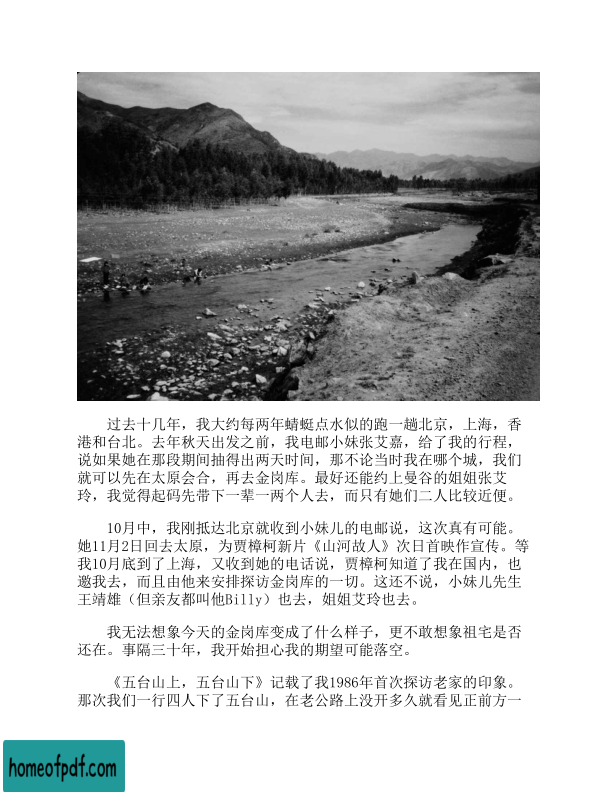 过去十几年，我大约每两年蜻蜓点水似的跑一趟北京，上海，香
港和台北。去年秋天出发之前，我电邮小妹张艾嘉，给了我的行程，
说如果她在那段期间抽得出两天时间，那不论当时我在哪个城，我们
就可以先在太原会合，再去金岗库。最好还能约上曼谷的姐姐张艾
玲，我觉得起码先带下一辈一两个人去，而只有她们二人比较近便。
10月中，我刚抵达北京就收到小妹儿的电邮说，这次真有可能。
她11月2日回去太原，为贾樟柯新片《山河故人》次日首映作宣传。等
我10月底到了上海，又收到她的电话说，贾樟柯知道了我在国内，也
邀我去，而且由他来安排探访金岗库的一切。这还不说，小妹儿先生
王靖雄（但亲友都叫他Billy）也去，姐姐艾玲也去。
我无法想象今天的金岗库变成了什么样子，更不敢想象祖宅是否
还在。事隔三十年，我开始担心我的期望可能落空。
《五台山上，五台山下》记载了我1986年首次探访老家的印象。
那次我们一行四人下了五台山，在老公路上没开多久就看见正前方一
homeofpdf.com